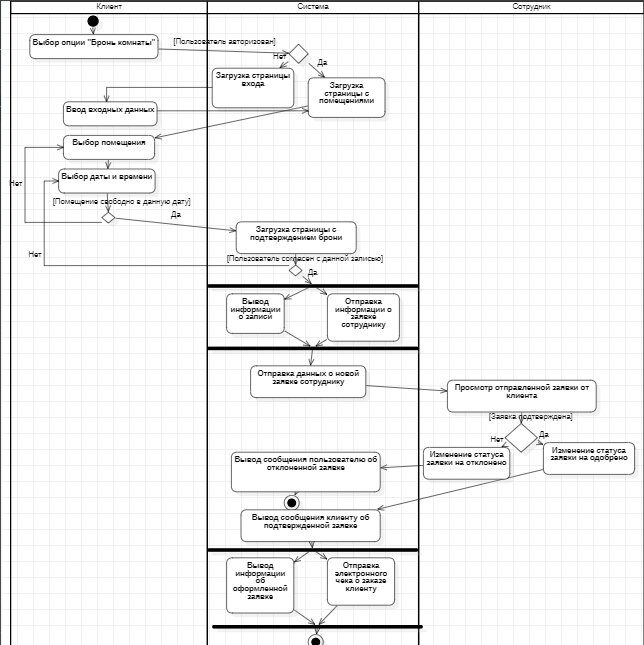 Клиент
Система
Сотрудник
Выбор опции "Бронь комнаты"
[Пользователь авторизован]
Нет
Да
Загрузка страницы
входа
Загрузка
страницы с
помещениями
Ввод входных данных
Выбор помещения
Выбор даты и времени
Нет
[Помещение свободно в данную дату]
Да
Загрузка страницы с
подтверждением брони
Нет
[Пользователь согласен с данной записью]
Да
Вывод
информации
о записи
Отправка
информации о
заявке
сотруднику
Отправка данных о новой
заявке сотруднику
Просмотр отправленной заявки от
клиента
[Заявка подтверждена]
Нет
Да
Изменение статуса
заявки на отклонено
Изменение статуса
заявки на одобрено
Вывод сообщения пользователю об
отклоненной заявке
Вывод сообщения клиенту об
подтвержденной заявке
Вывод
информации
об
оформленной
заявке
Отправка
электронного
чека о заказе
клиенту